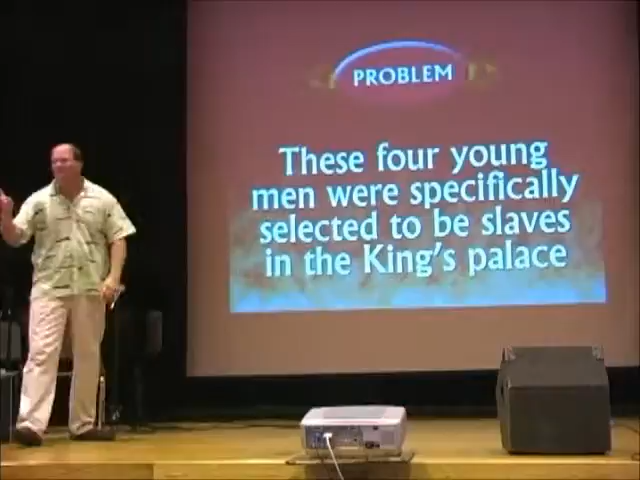 PROBLEM
These four young
men were specifically
selected to be slaves
in the King's palace